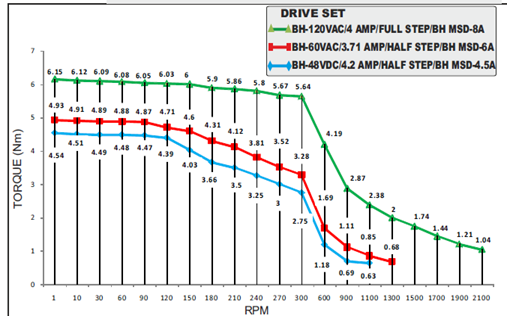 DRIVE SET
BH-120VAC/4 AMP/FULL STEP/BH MSD-8A
BH-60VAC/3.71 AMP/HALF STEP/BH MSD-6A
BH-48VDC/4.2 AMP/HALF STEP/BH MSD-4.5A
TORQUE (Nm)
7
6
5
4
3
2
1
0
6.15 6.12 6.09 6.08 6.05 6.03 6 5.9 5.86 5.8 5.67 5.64 4.19 2.87 2.38 2 1.74 1.44 1.21 1.04
4.93 4.91 4.89 4.88 4.87 4.71 4.6 4.31 4.12 3.81 3.52 3.28 1.69 1.11 0.85 0.68
4.54 4.51 4.49 4.48 4.47 4.39 4.03 3.66 3.5 3.25 3 2.75 1.18 0.69 0.63
1 10 30 60 90 120 150 180 210 240 270 300 600 900 1100 1300 1500 1700 1900 2100
RPM